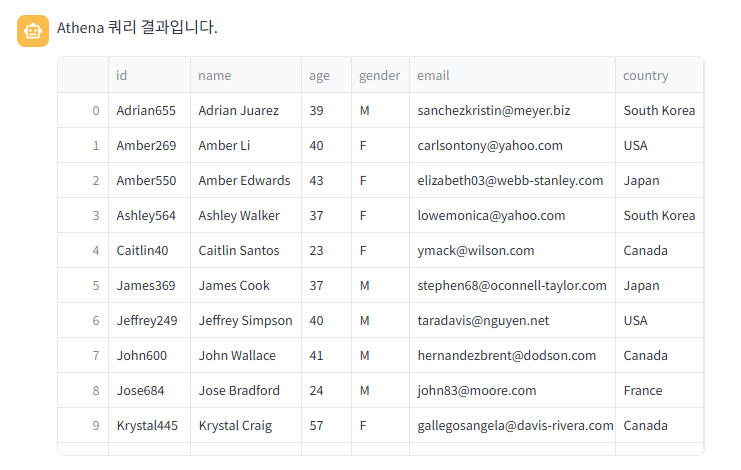 Athena 쿼리 결과입니다.
id name age gender email country
0 Adrian655 Adrian Juarez 39 M sanchezkristin@meyer.biz South Korea
1 Amber269 Amber Li 40 F carlsontony@yahoo.com USA
2 Amber550 Amber Edwards 43 F elizabeth03@webb-stanley.com Japan
3 Ashley564 Ashley Walker 37 F lowemonica@yahoo.com South Korea
4 Caitlin40 Caitlin Santos 23 F ymack@wilson.com Canada
5 James369 James Cook 37 M stephen68@oconnell-taylor.com Japan
6 Jeffrey249 Jeffrey Simpson 40 M taradavis@nguyen.net USA
7 John600 John Wallace 41 M hernandezbrent@dodson.com Canada
8 Jose684 Jose Bradford 24 M john83@moore.com France
9 Krystal445 Krystal Craig 57 F gallegosangela@davis-rivera.com Canada